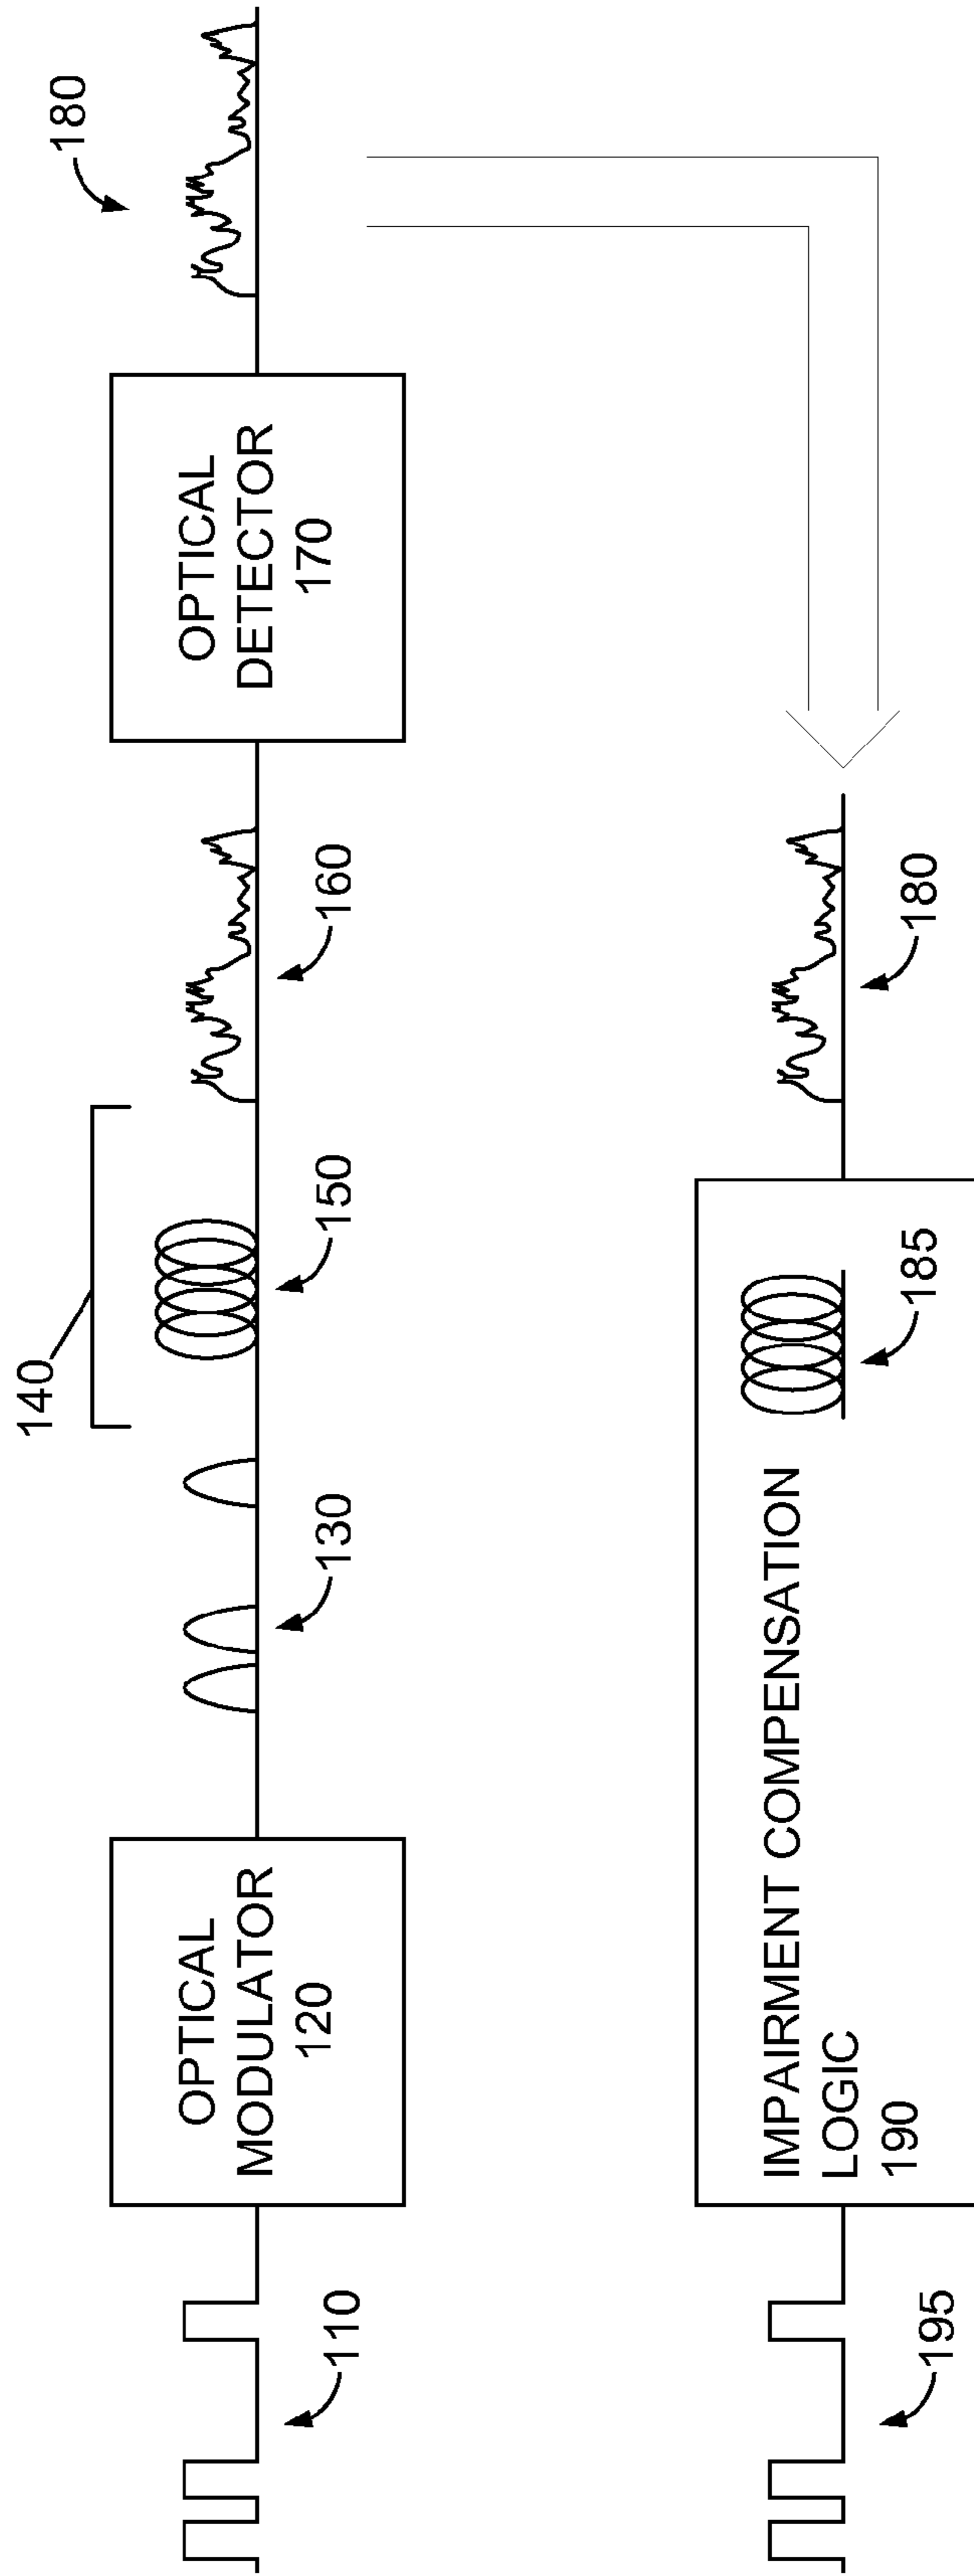 140
180
OPTICAL
MODULATOR
120
OPTICAL
DETECTOR
170
110
130
150
160
IMPAIRMENT COMPENSATION
LOGIC
190
195
185
180